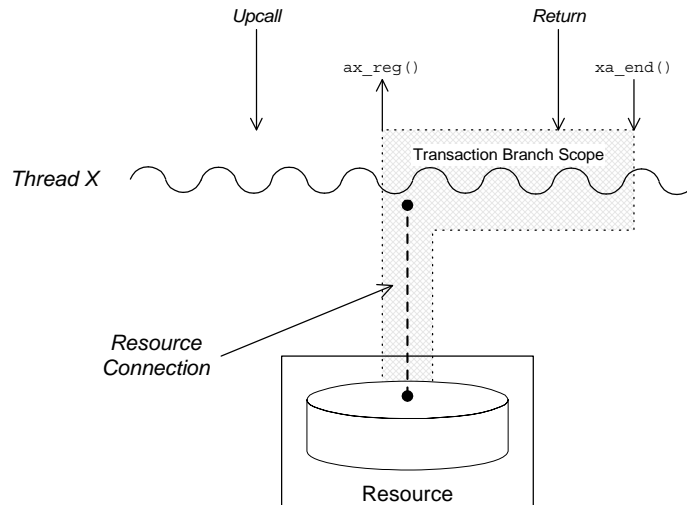 Upcall
Return
ax_reg()
xa_end()
Transaction Branch Scope
Thread X
Resource
Connection
Resource